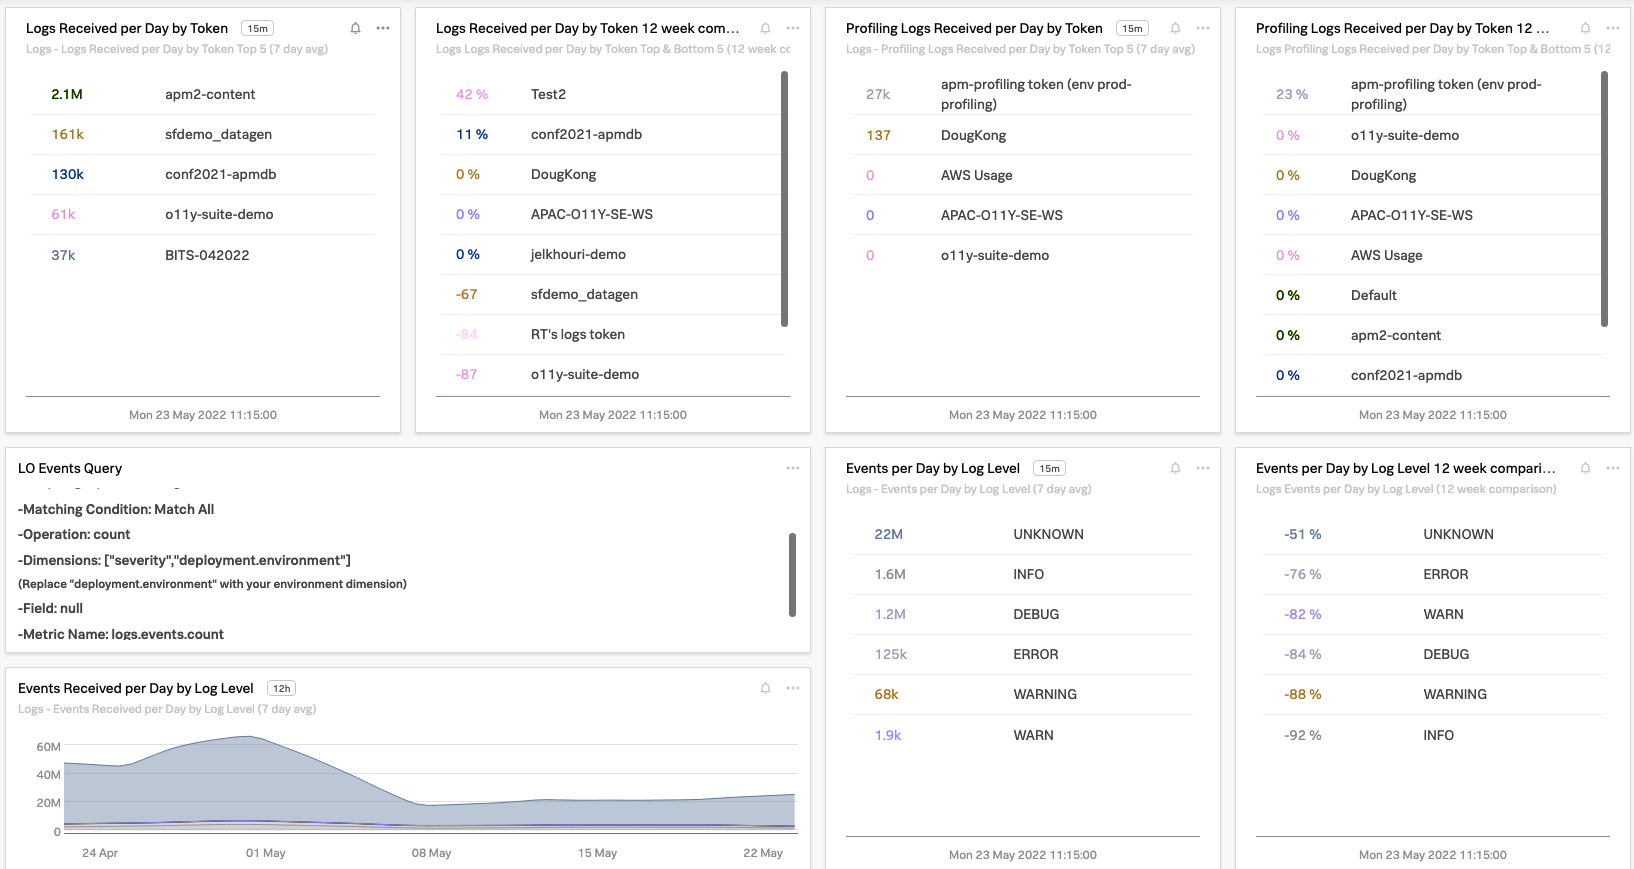 Logs Received per Day by Token 15m
Logs - Logs Received per Day by Token Top 5 (7 day avg)
2.1M apm2-content
161k sfdemo_datagen
130k conf2021-apmdb
61k o11y-suite-demo
37k BITS-042022
Mon 23 May 2022 11:15:00
Logs Received per Day by Token 12 week com...
Logs Logs Received per Day by Token Top & Bottom 5 (12 week cc
42 % Test2
11 % conf2021-apmdb
0 % DougKong
0 % APAC-O11Y-SE-WS
0 % jelkhouri-demo
-67 sfdemo_datagen
-84 RT's logs token
-87 o11y-suite-demo
Mon 23 May 2022 11:15:00
Profiling Logs Received per Day by Token 15m
Logs - Profiling Logs Received per Day by Token Top 5 (7 day avg)
27k apm-profiling token (env prod-
profiling)
137 DougKong
0 AWS Usage
0 APAC-O11Y-SE-WS
0 o11y-suite-demo
Mon 23 May 2022 11:15:00
Profiling Logs Received per Day by Token 12 ...
Logs Profiling Logs Received per Day by Token Top & Bottom 5 (12
23 % apm-profiling token (env prod-
profiling)
0 % o11y-suite-demo
0 % DougKong
0 % APAC-O11Y-SE-WS
0 % AWS Usage
0 % Default
0 % apm2-content
0 % conf2021-apmdb
Mon 23 May 2022 11:15:00
LO Events Query
-Matching Condition: Match All
-Operation: count
-Dimensions: ["severity","deployment.environment"]
(Replace "deployment.environment" with your environment dimension)
-Field: null
-Metric Name: logs.events.count
Events Received per Day by Log Level 12h
Logs - Events Received per Day by Log Level (7 day avg)
60M
40M
20M
0
24 Apr 01 May 08 May 15 May 22 May
Events per Day by Log Level 15m
Logs - Events per Day by Log Level (7 day avg)
22M UNKNOWN
1.6M INFO
1.2M DEBUG
125k ERROR
68k WARNING
1.9k WARN
Mon 23 May 2022 11:15:00
Events per Day by Log Level 12 week compari...
Logs Events per Day by Log Level (12 week comparison)
-51 % UNKNOWN
-76 % ERROR
-82 % WARN
-84 % DEBUG
-88 % WARNING
-92 % INFO
Mon 23 May 2022 11:15:00